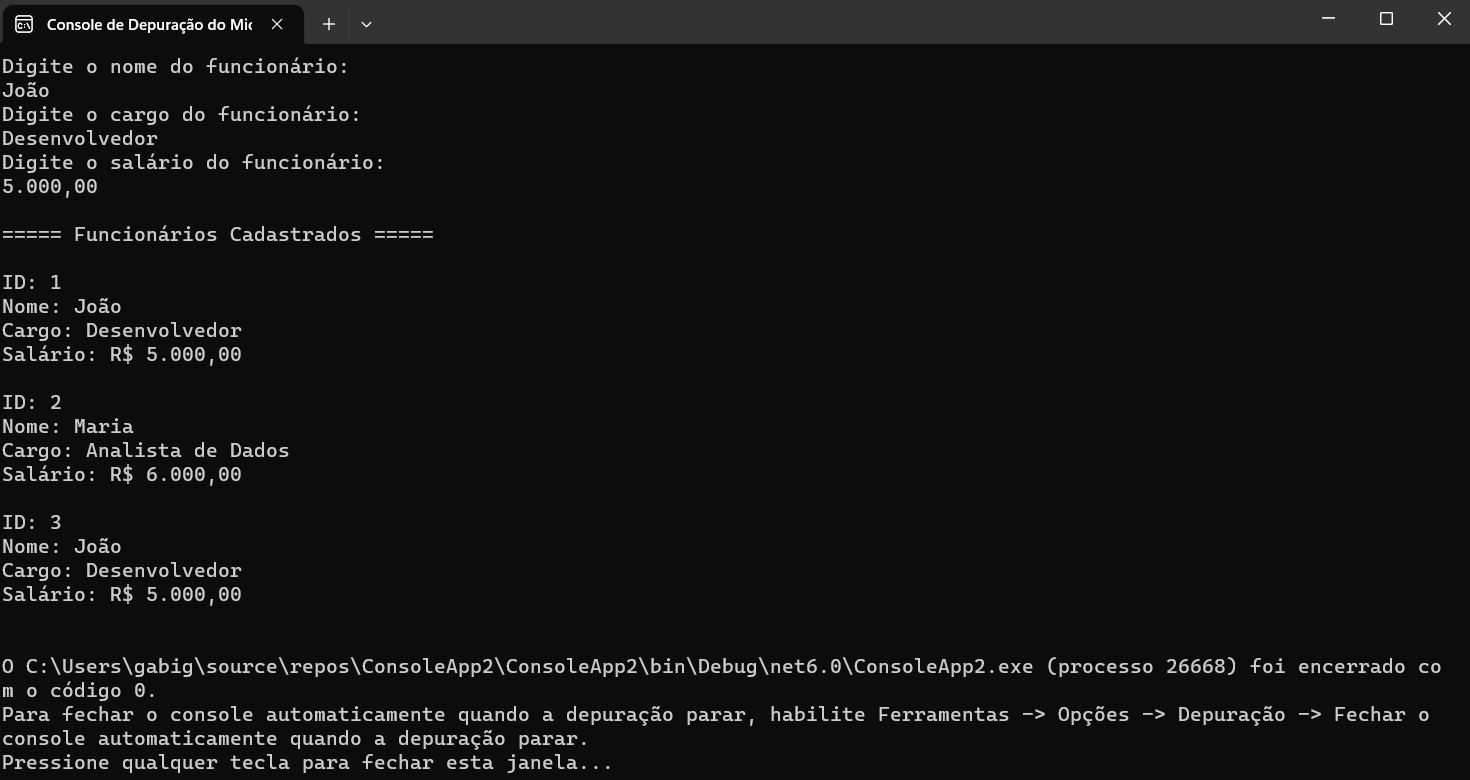 Console de Depuração do Mic
Digite o nome do funcionário:
João
Digite o cargo do funcionário:
Desenvolvedor
Digite o salário do funcionário:
5.000,00
===== Funcionários Cadastrados =====
ID: 1
Nome: João
Cargo: Desenvolvedor
Salário: R$ 5.000,00
ID: 2
Nome: Maria
Cargo: Analista de Dados
Salário: R$ 6.000,00
ID: 3
Nome: João
Cargo: Desenvolvedor
Salário: R$ 5.000,00
O C:\Users\gabig\source\repos\ConsoleApp2\ConsoleApp2\bin\Debug\net6.0\ConsoleApp2.exe (processo 26668) foi encerrado co
m o código 0.
Para fechar o console automaticamente quando a depuração parar, habilite Ferramentas -> Opções -> Depuração -> Fechar o
console automaticamente quando a depuração parar.
Pressione qualquer tecla para fechar esta janela...